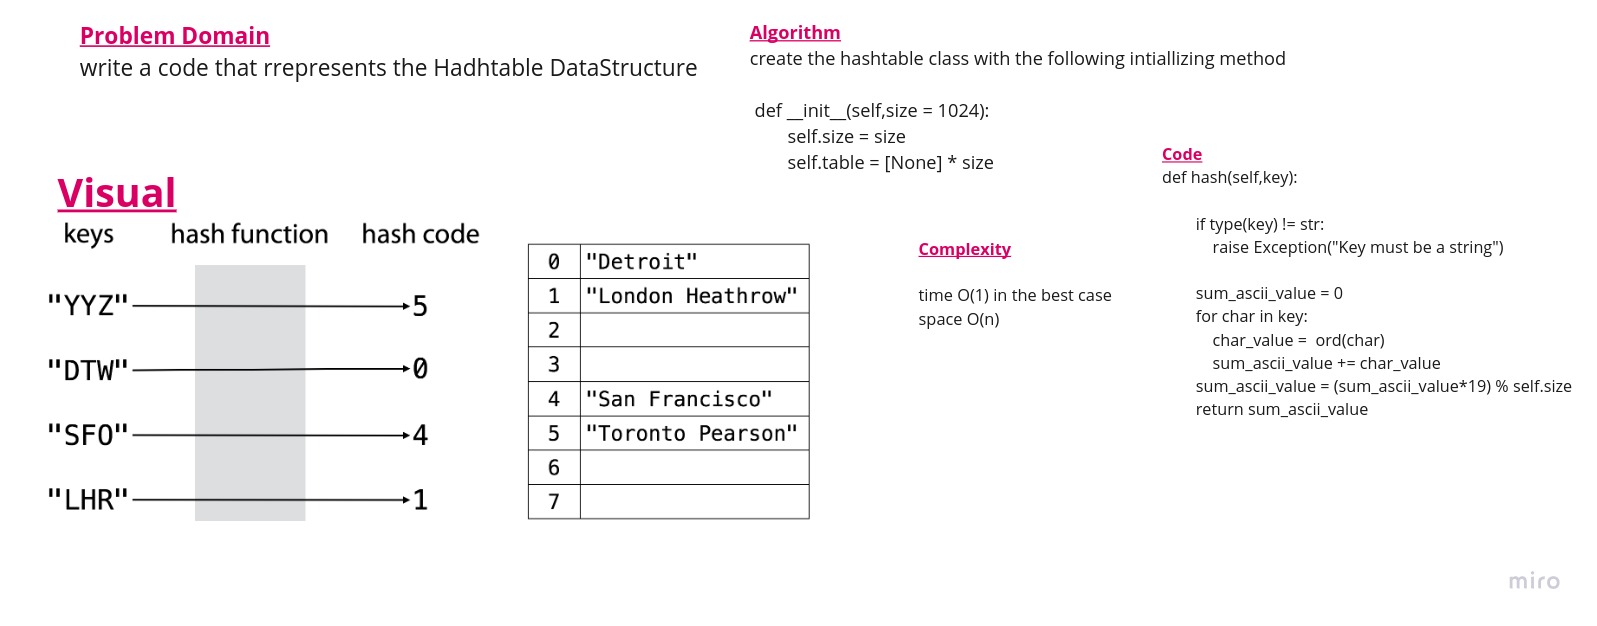 Problem Domain
write a code that rrepresents the Hadhtable DataStructure
Algorithm
create the hashtable class with the following intiallizing method
def __init__(self,size = 1024):
self.size = size
self.table = [None] * size
Visual
keys hash function hash code
"YYZ" 5
"DTW" 0
"SFO" 4
"LHR" 1
0 "Detroit"
1 "London Heathrow"
2
3
4 "San Francisco"
5 "Toronto Pearson"
6
7
Complexity
time O(1) in the best case
space O(n)
Code
def hash(self,key):
if type(key) != str:
raise Exception("Key must be a string")
sum_ascii_value = 0
for char in key:
char_value =  ord(char)
sum_ascii_value += char_value
sum_ascii_value = (sum_ascii_value*19) % self.size
return sum_ascii_value
miro